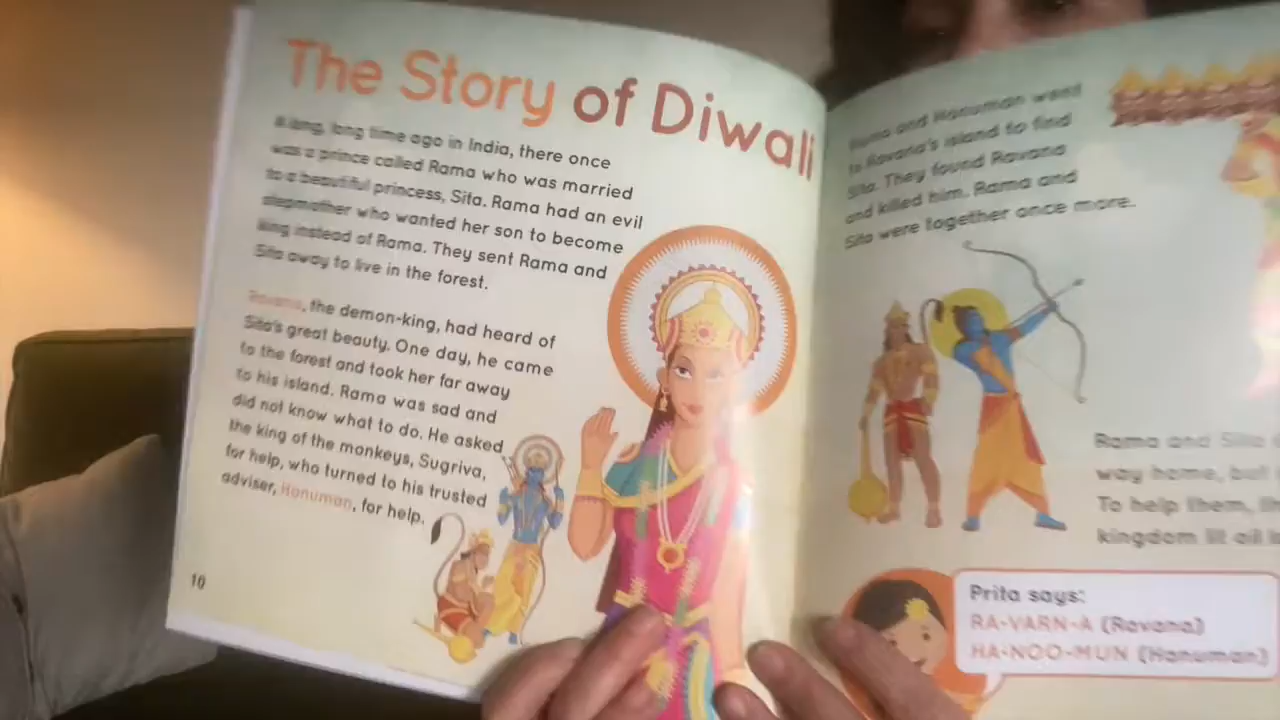 The Story of Diwali
A long, long time ago in India, there once
was a prince called Rama who was married
to a beautiful princess, Sita. Rama had an evil
stepmother who wanted her son to become
king instead of Rama. They sent Rama and
Sita away to live in the forest.
Ravana, the demon-king, had heard of
Sita's great beauty. One day, he came
to the forest and took her far away
to his island. Rama was sad and
did not know what to do. He asked
the king of the monkeys, Sugriva,
for help, who turned to his trusted
adviser, Hanuman, for help.
10
Rama and Hanuman went
to Ravana's island to find
Sita. They found Ravana
and killed him. Rama and
Sita were together once more.
Rama and Sita
way home, but
To help them,
kingdom lit oil
Prita says:
RA-VARN-A (Ravana)
HA-NOO-MUN (Hanuman)